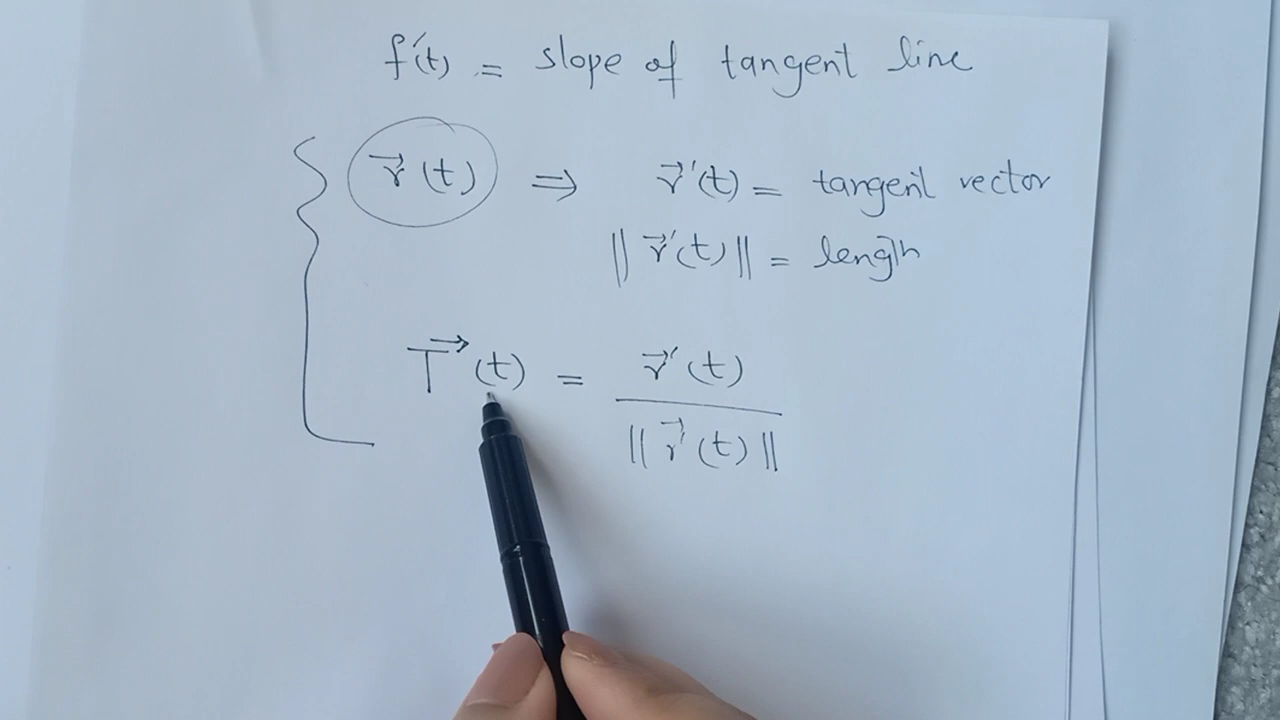 f'(t) = slope of tangent line
r⃗(t) ⇒ r⃗'(t) = tangent vector
||r⃗'(t)|| = length
T⃗(t) = r⃗'(t)
||r⃗'(t)||